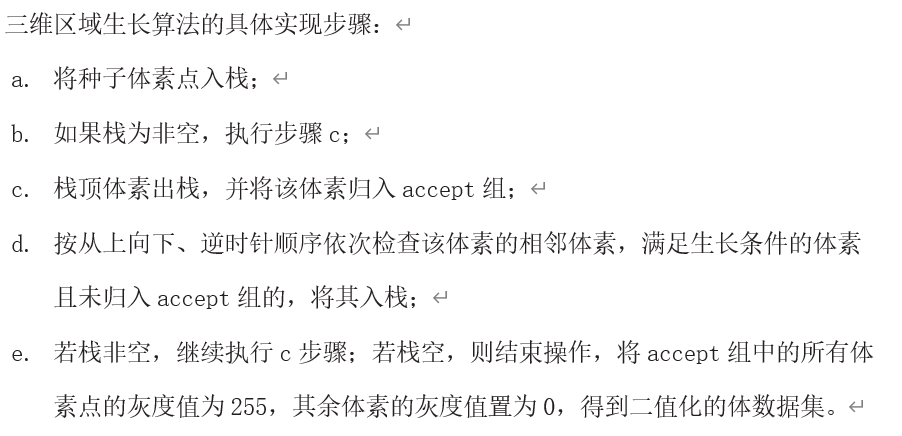 三维区域生长算法的具体实现步骤：↵
a. 将种子体素点入栈；↵
b. 如果栈为非空，执行步骤 c；↵
c. 栈顶体素出栈，并将该体素归入 accept 组；↵
d. 按从上向下、逆时针顺序依次检查该体素的相邻体素，满足生长条件的体素
且未归入 accept 组的，将其入栈；↵
e. 若栈非空，继续执行 c 步骤；若栈空，则结束操作，将 accept 组中的所有体
素点的灰度值为 255，其余体素的灰度值置为 0，得到二值化的体数据集。↵